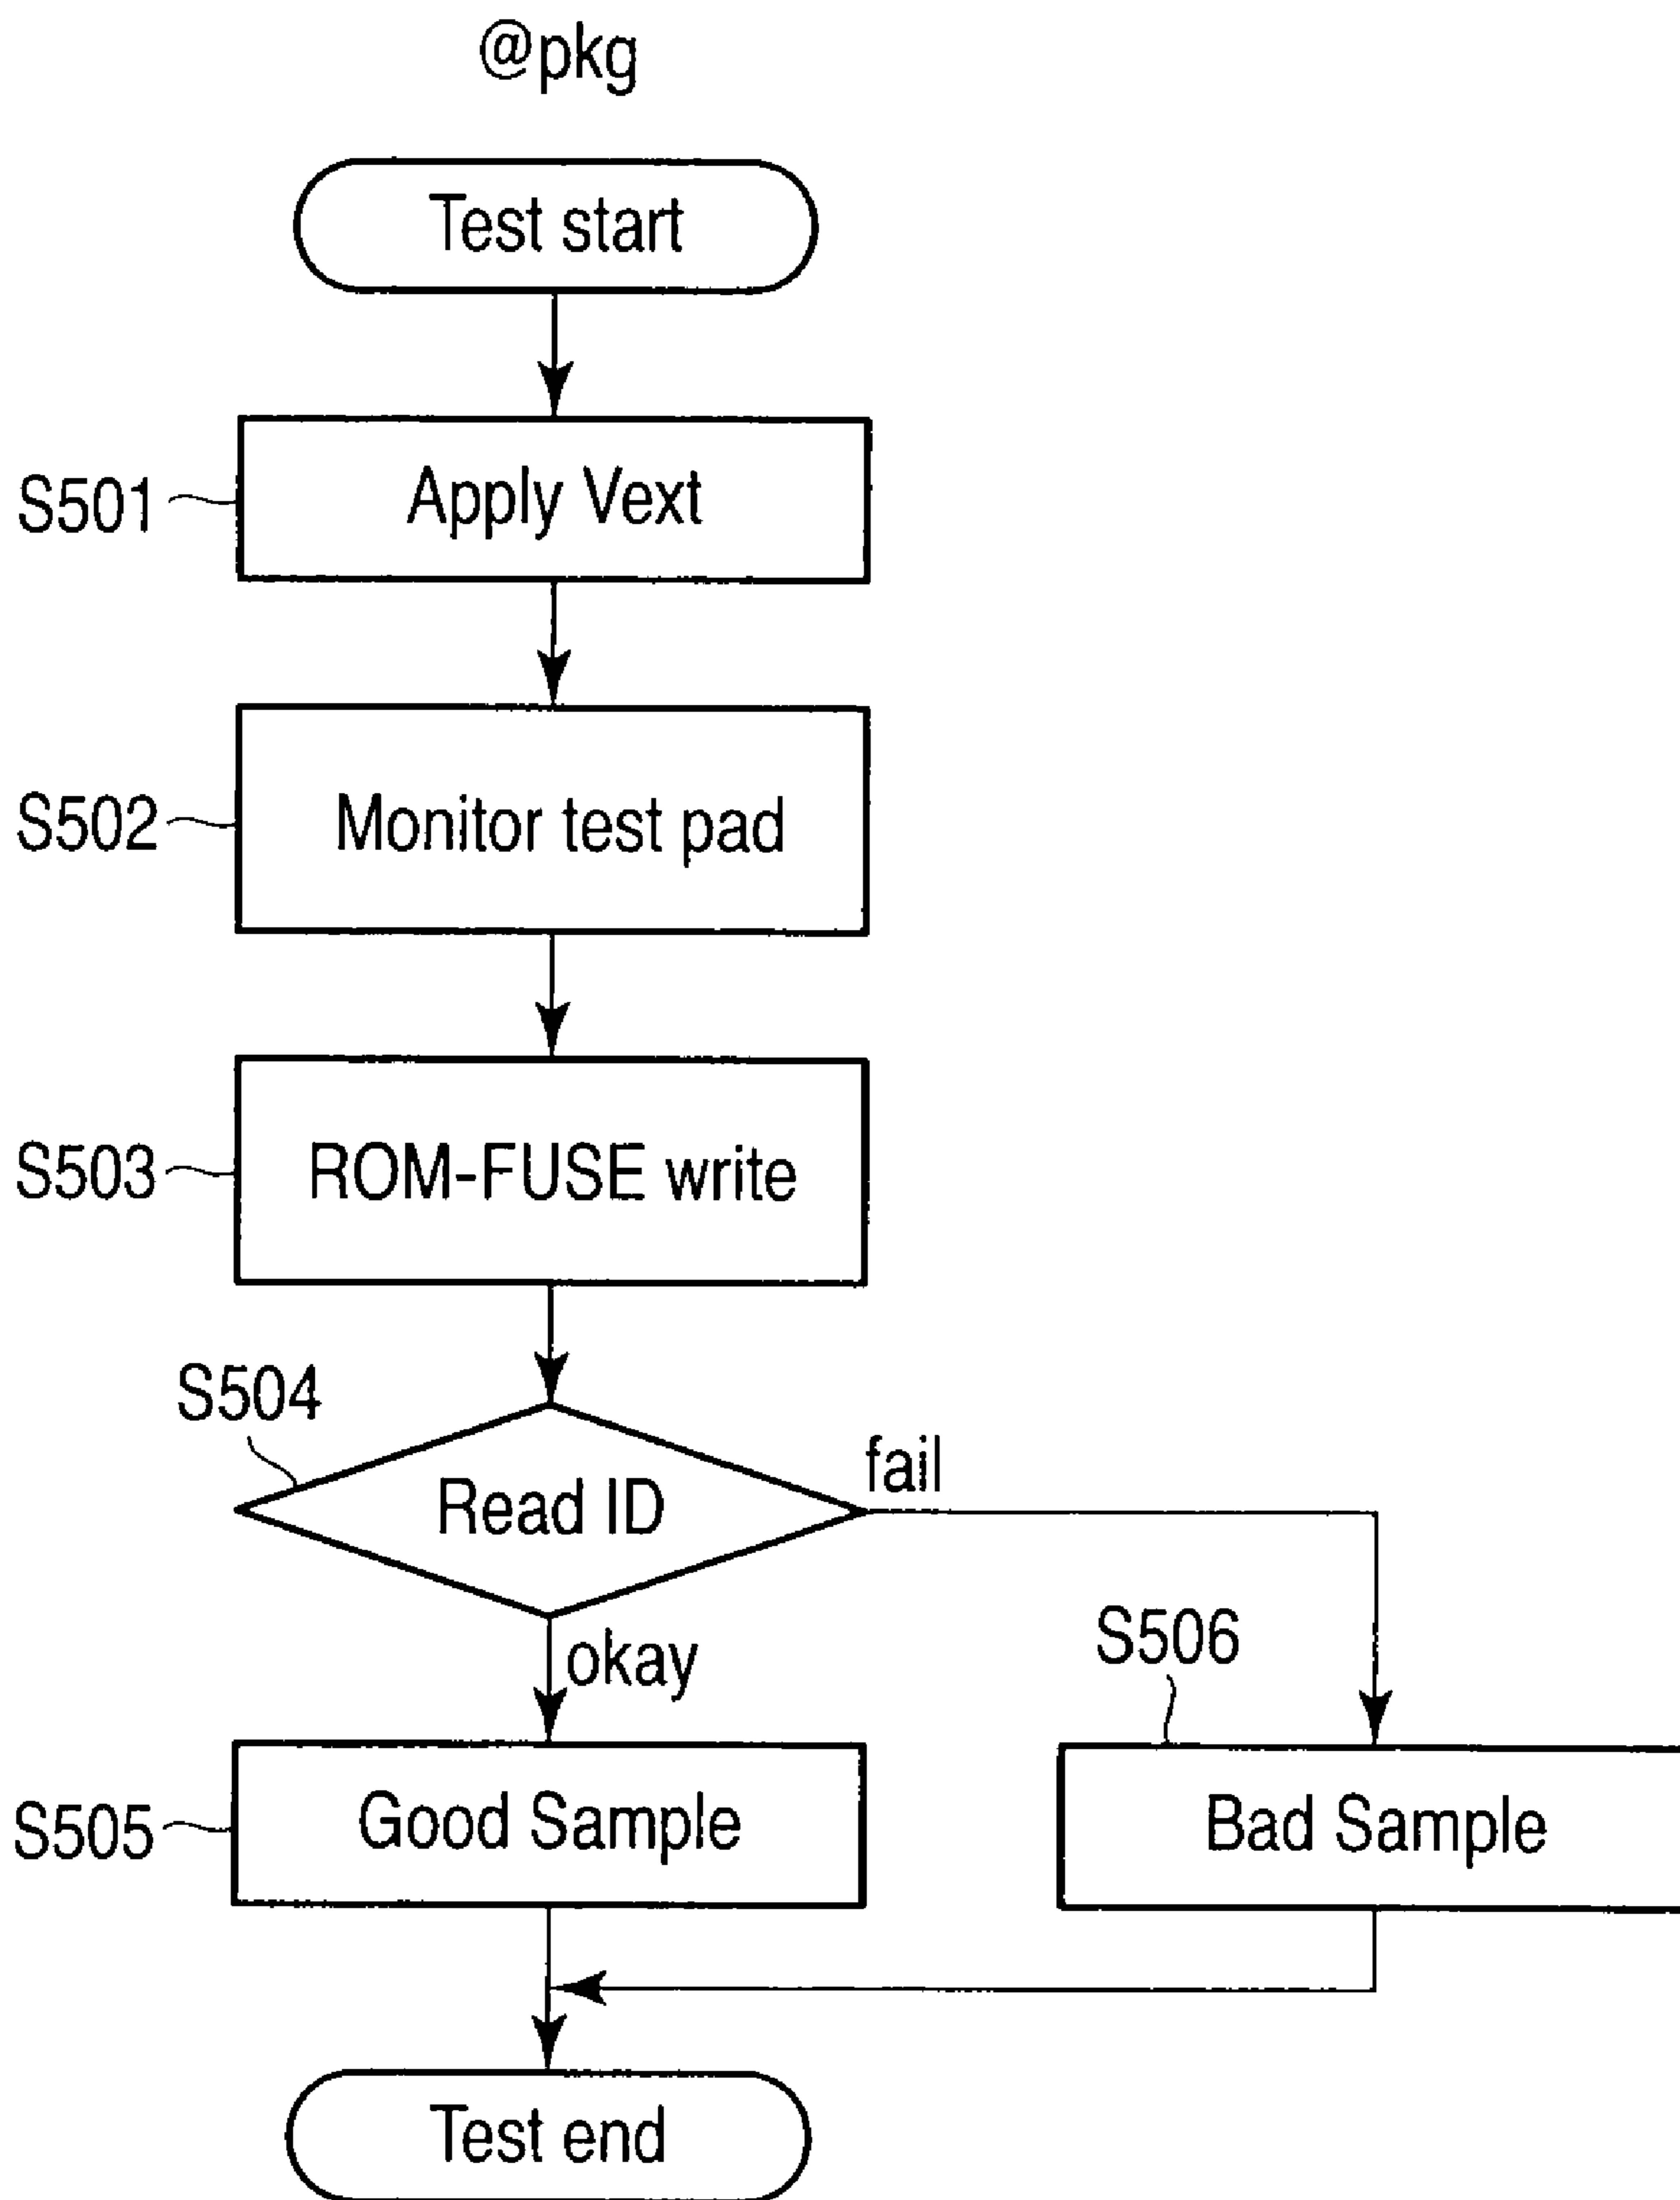 @pkg
Test start
S501
Apply Vext
S502
Monitor test pad
S503
ROM-FUSE write
S504
Read ID
fail
okay
S506
S505
Good Sample
Bad Sample
Test end